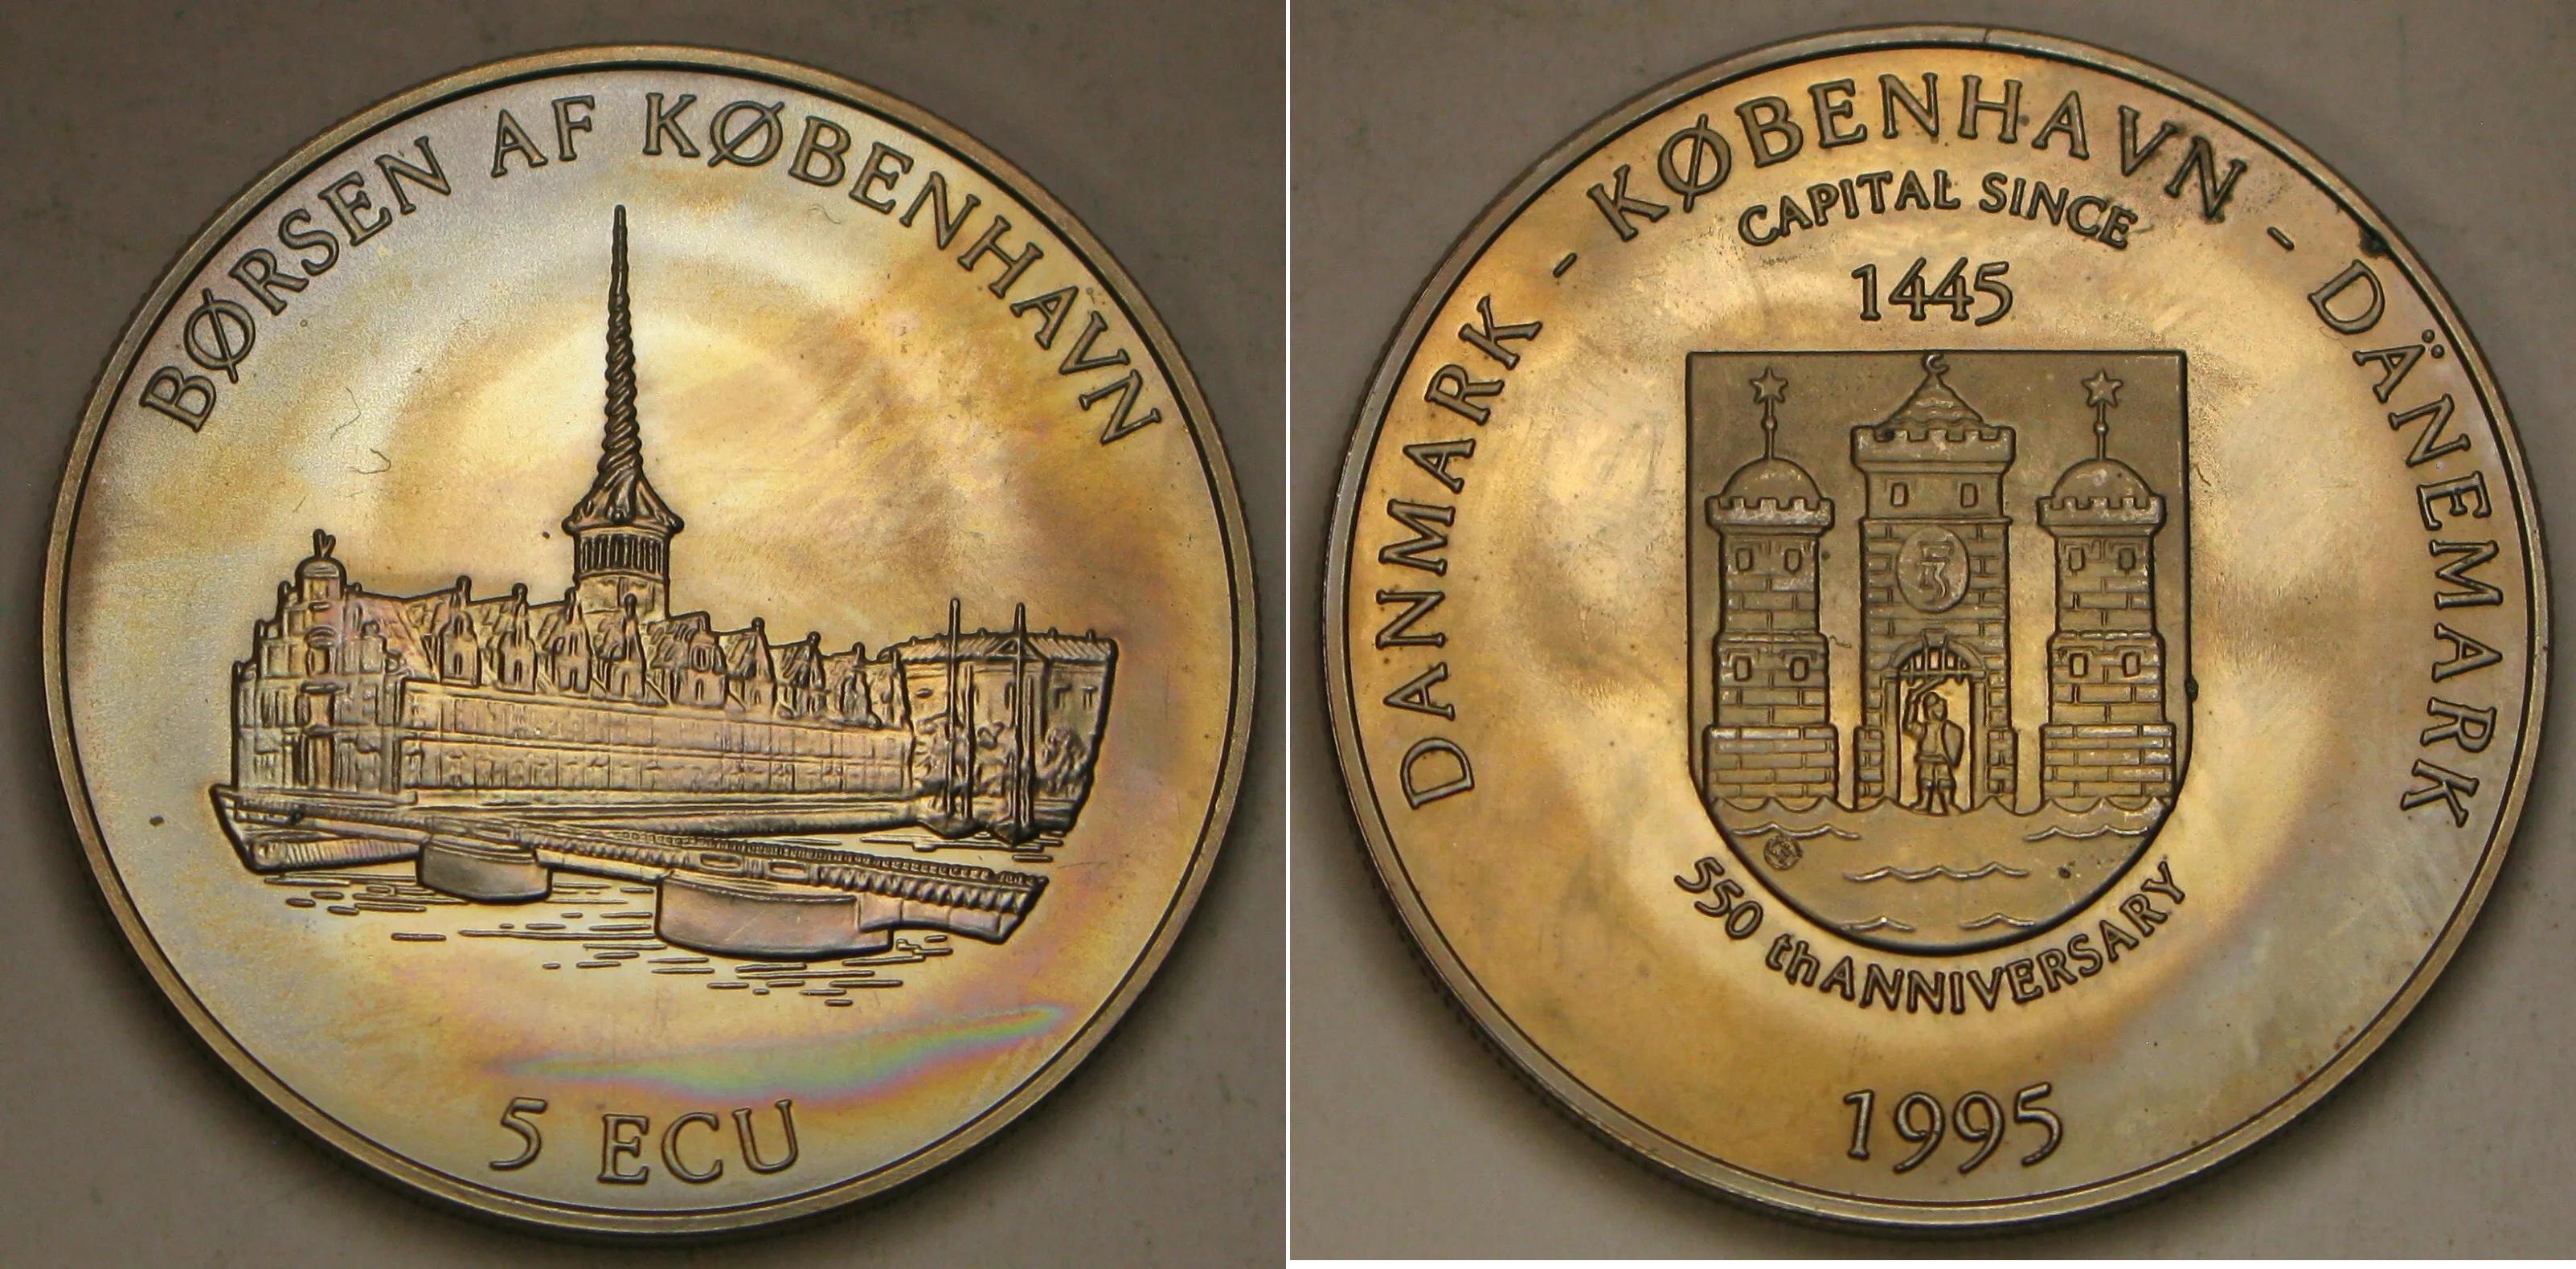 BØRSEN AF KØBENHAVN
5 ECU
DANMARK - KØBENHAVN - DÄNEMARK
CAPITAL SINCE
1445
550 thANNIVERSARY
1995